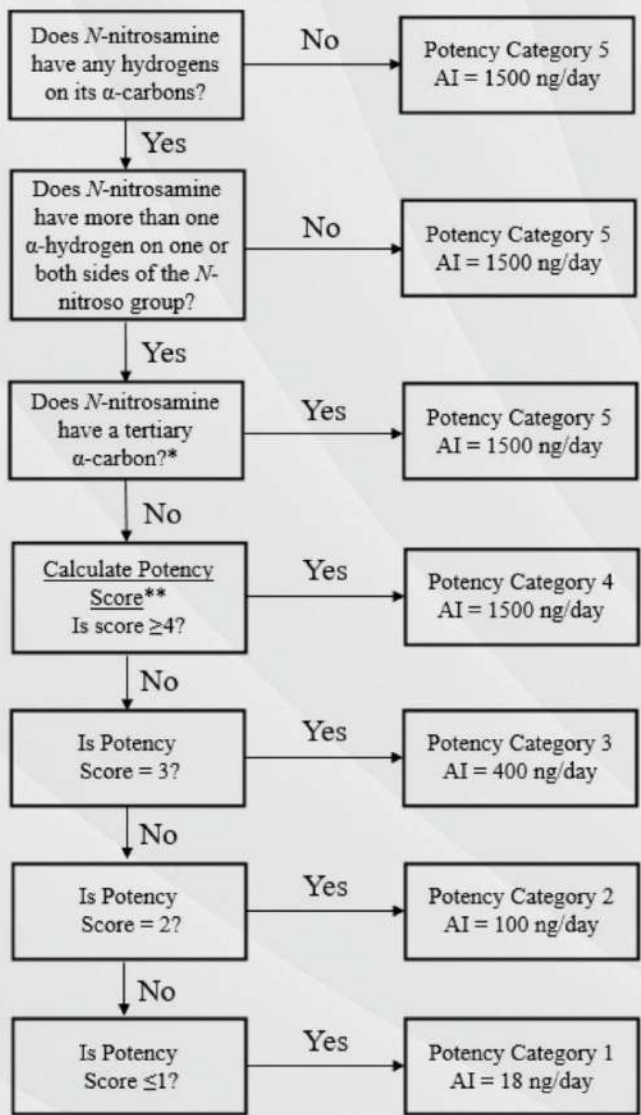 Does N-nitrosamine
have any hydrogens
on its α-carbons?
No
Potency Category 5
AI = 1500 ng/day
Yes
Does N-nitrosamine
have more than one
α-hydrogen on one or
both sides of the N-
nitroso group?
No
Potency Category 5
AI = 1500 ng/day
Yes
Does N-nitrosamine
have a tertiary
α-carbon?*
Yes
Potency Category 5
AI = 1500 ng/day
No
Calculate Potency
Score**
Is score ≥4?
Yes
Potency Category 4
AI = 1500 ng/day
No
Is Potency
Score = 3?
Yes
Potency Category 3
AI = 400 ng/day
No
Is Potency
Score = 2?
Yes
Potency Category 2
AI = 100 ng/day
No
Is Potency
Score ≤1?
Yes
Potency Category 1
AI = 18 ng/day